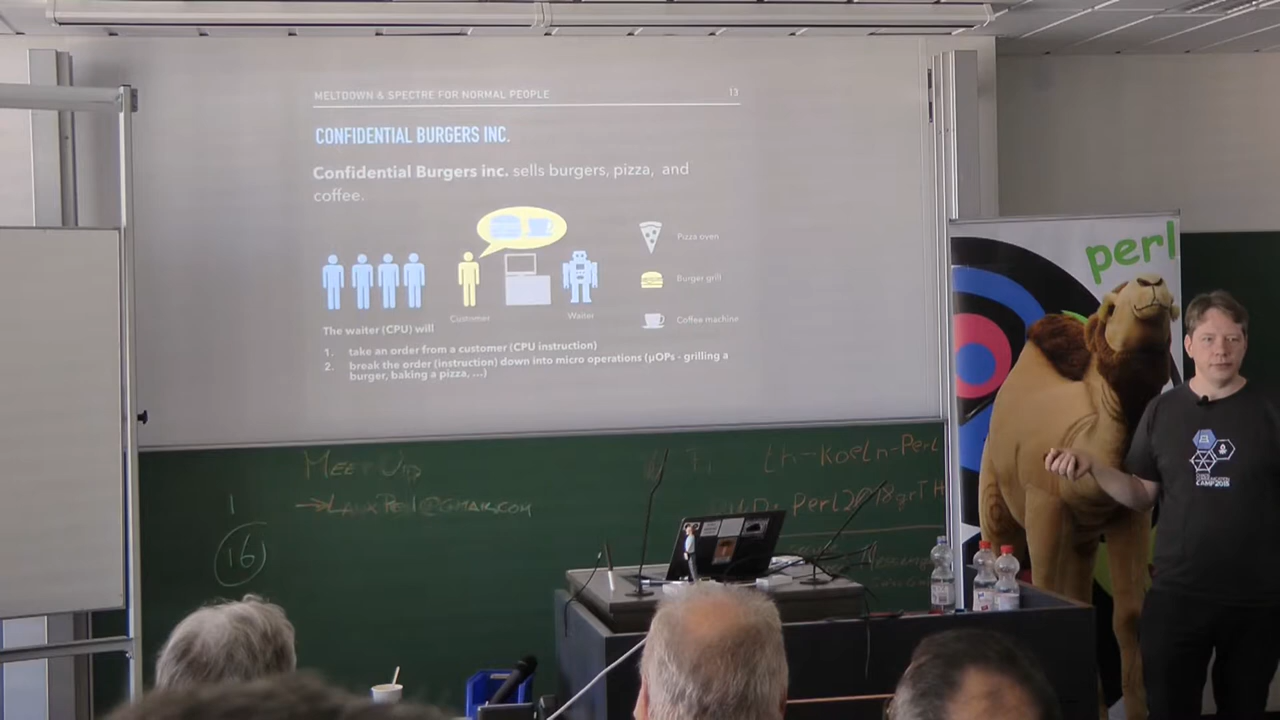 MELTDOWN & SPECTRE FOR NORMAL PEOPLE 13
CONFIDENTIAL BURGERS INC.
Confidential Burgers inc. sells burgers, pizza, and
coffee.
Pizza oven
Burger grill
Coffee machine
Customer
Waiter
The waiter (CPU) will
1. take an order from a customer (CPU instruction)
2. break the order (instruction) down into micro operations (µOPs - grilling a
burger, baking a pizza, ...)
perl
CAMP2015
1
16